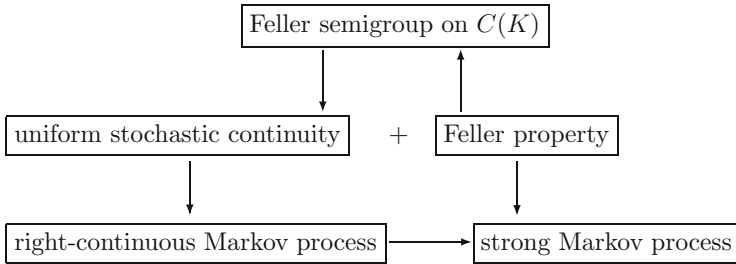 Feller semigroup on C(K)
uniform stochastic continuity + Feller property
right-continuous Markov process strong Markov process